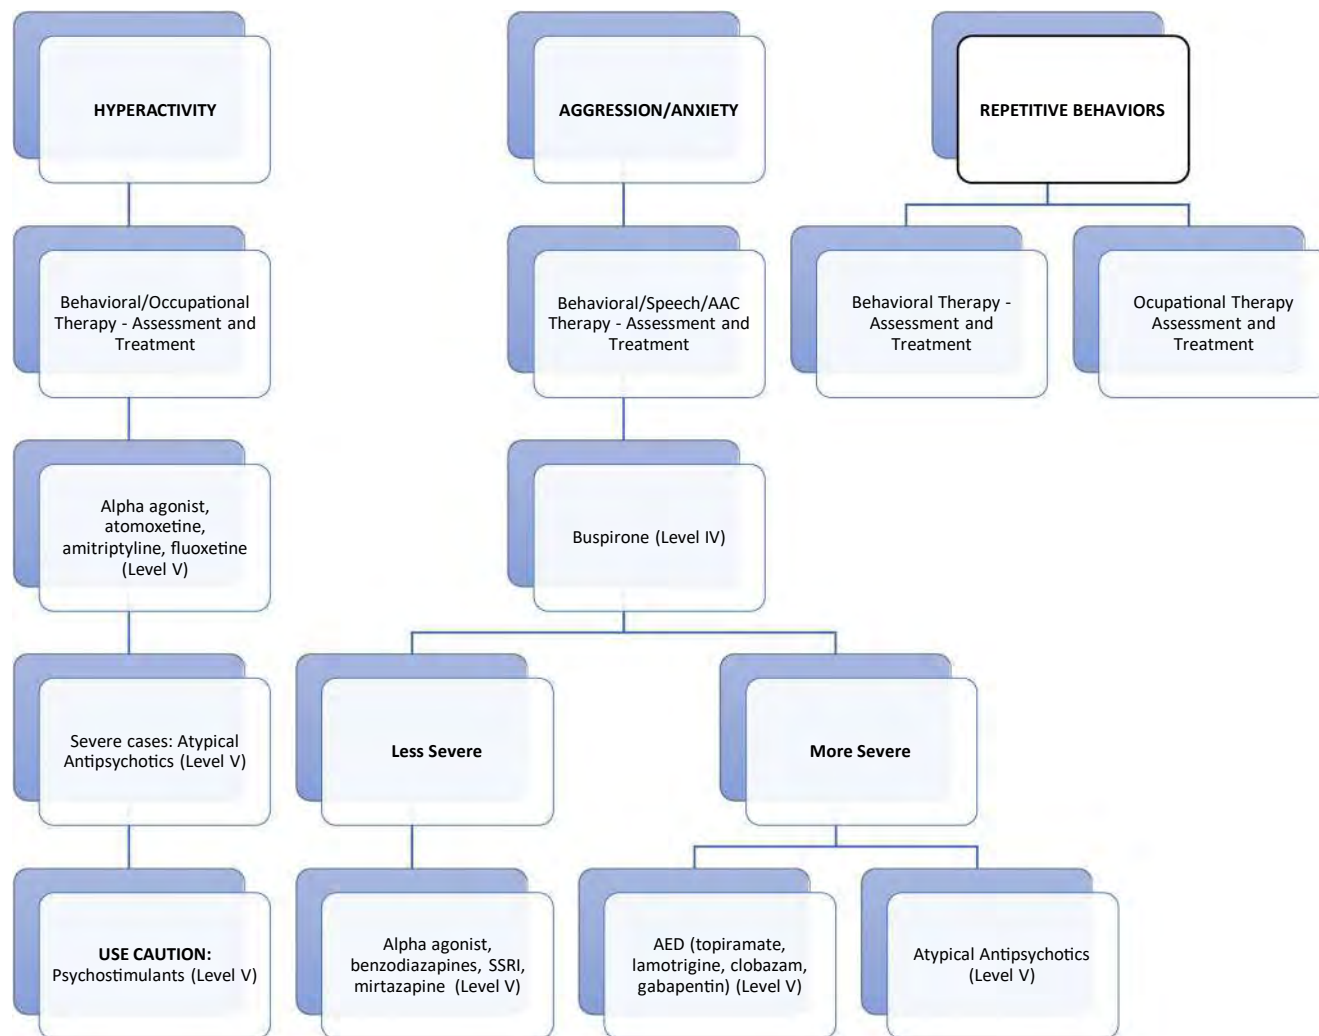 HYPERACTIVITY
AGGRESSION/ANXIETY
REPETITIVE BEHAVIORS
Behavioral/Occupational
Therapy - Assessment and
Treatment
Behavioral/Speech/AAC
Therapy - Assessment and
Treatment
Behavioral Therapy -
Assessment and
Treatment
Ocupational Therapy
Assessment and
Treatment
Alpha agonist,
atomoxetine,
amitriptyline, fluoxetine
(Level V)
Buspirone (Level IV)
Severe cases: Atypical
Antipsychotics (Level V)
Less Severe
More Severe
USE CAUTION:
Psychostimulants (Level V)
Alpha agonist,
benzodiazapines, SSRI,
mirtazapine (Level V)
AED (topiramate,
lamotrigine, clobazam,
gabapentin) (Level V)
Atypical Antipsychotics
(Level V)